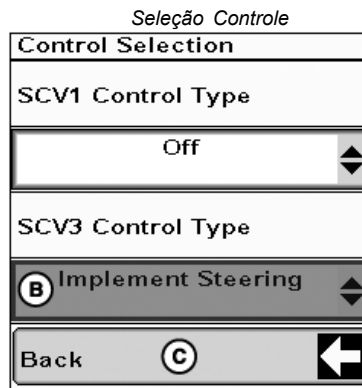 Seleção Controle
Control Selection
SCV1 Control Type
Off
SCV3 Control Type
B Implement Steering
Back C